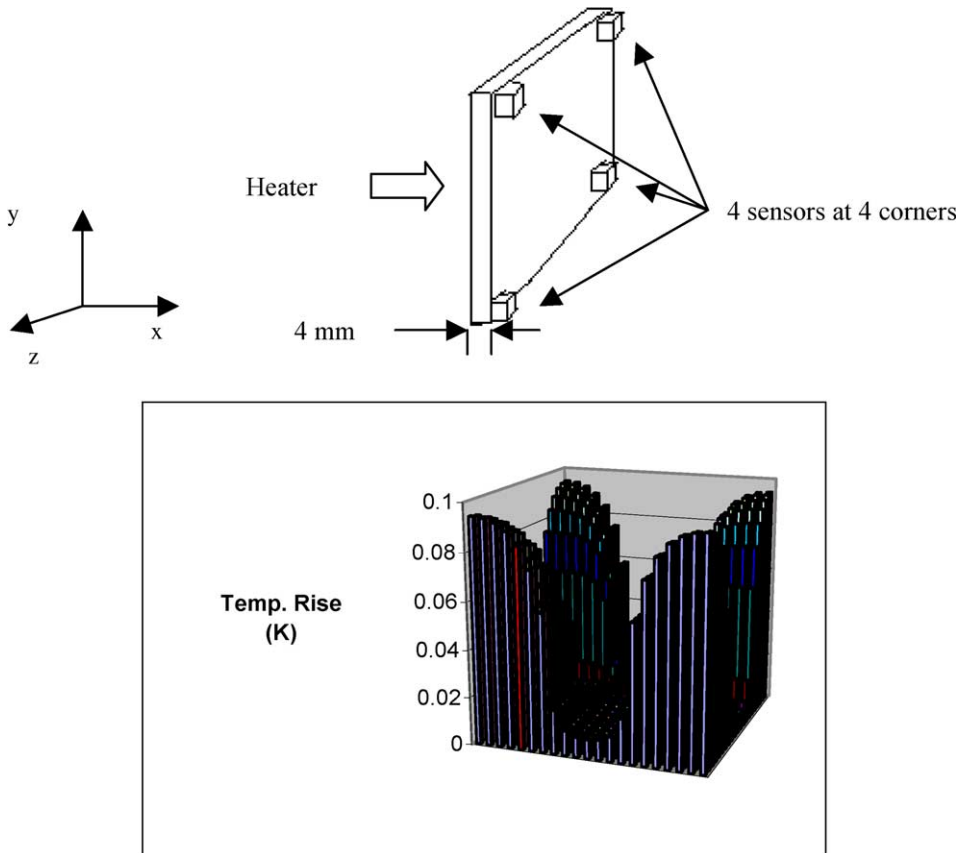 Heater
4 sensors at 4 corners
y
x
z
4 mm
0.1
0.08
0.06
0.04
0.02
0
Temp. Rise
(K)